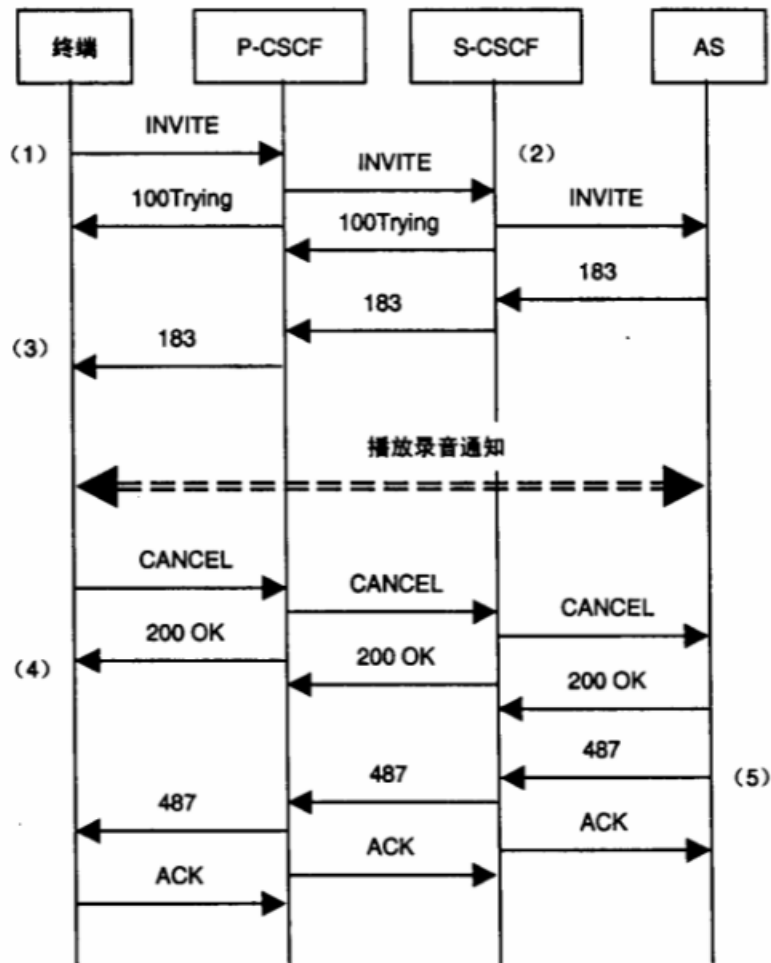 终端 P-CSCF S-CSCF AS
INVITE
(1) INVITE (2)
100Trying INVITE
100Trying
183
183
(3) 183
播放录音通知
CANCEL
CANCEL
CANCEL
200 OK
(4) 200 OK
200 OK
487 (5)
487
487
ACK
ACK
ACK